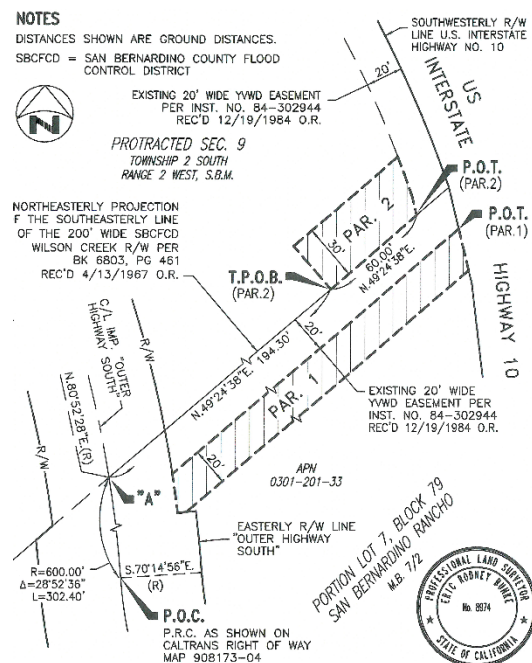 NOTES
DISTANCES SHOWN ARE GROUND DISTANCES.
SBCFCD = SAN BERNARDINO COUNTY FLOOD
CONTROL DISTRICT
SOUTHWESTERLY R/W
LINE U.S. INTERSTATE
HIGHWAY NO. 10
20'
EXISTING 20' WIDE YVWD EASEMENT
PER INST. NO. 84-302944
REC'D 12/19/1984 O.R.
US
INTERSTATE
HIGHWAY 10
N
PROTRACTED SEC. 9
TOWNSHIP 2 SOUTH
RANGE 2 WEST, S.B.M.
P.O.T.
(PAR.2)
P.O.T.
(PAR.1)
NORTHEASTERLY PROJECTION
F THE SOUTHEASTERLY LINE
OF THE 200' WIDE SBCFCD
WILSON CREEK R/W PER
BK 6803, PG 461
REC'D 4/13/1967 O.R.
PAR. 2
30'
60.00'
N.49°24'38"E.
T.P.O.B.
(PAR.2)
C/L IMP. "OUTER
HIGHWAY SOUTH"
R/W
N.49°24'38"E. 194.30'
20'
N.80°52'28"E.(R)
PAR. 1
EXISTING 20' WIDE
YVWD EASEMENT PER
INST. NO. 84-302944
REC'D 12/19/1984 O.R.
R/W
20'
APN
0301-201-33
"A"
EASTERLY R/W LINE
"OUTER HIGHWAY
SOUTH"
R=600.00'
Δ=28°52'36"
L=302.40'
S.70°14'56"E.
(R)
P.O.C.
P.R.C. AS SHOWN ON
CALTRANS RIGHT OF WAY
MAP 908173-04
PORTION LOT 7, BLOCK 79
SAN BERNARDINO RANCHO
M.B. 7/2
PROFESSIONAL LAND SURVEYOR
ERIC RODNEY
No. 8974
STATE OF CALIFORNIA